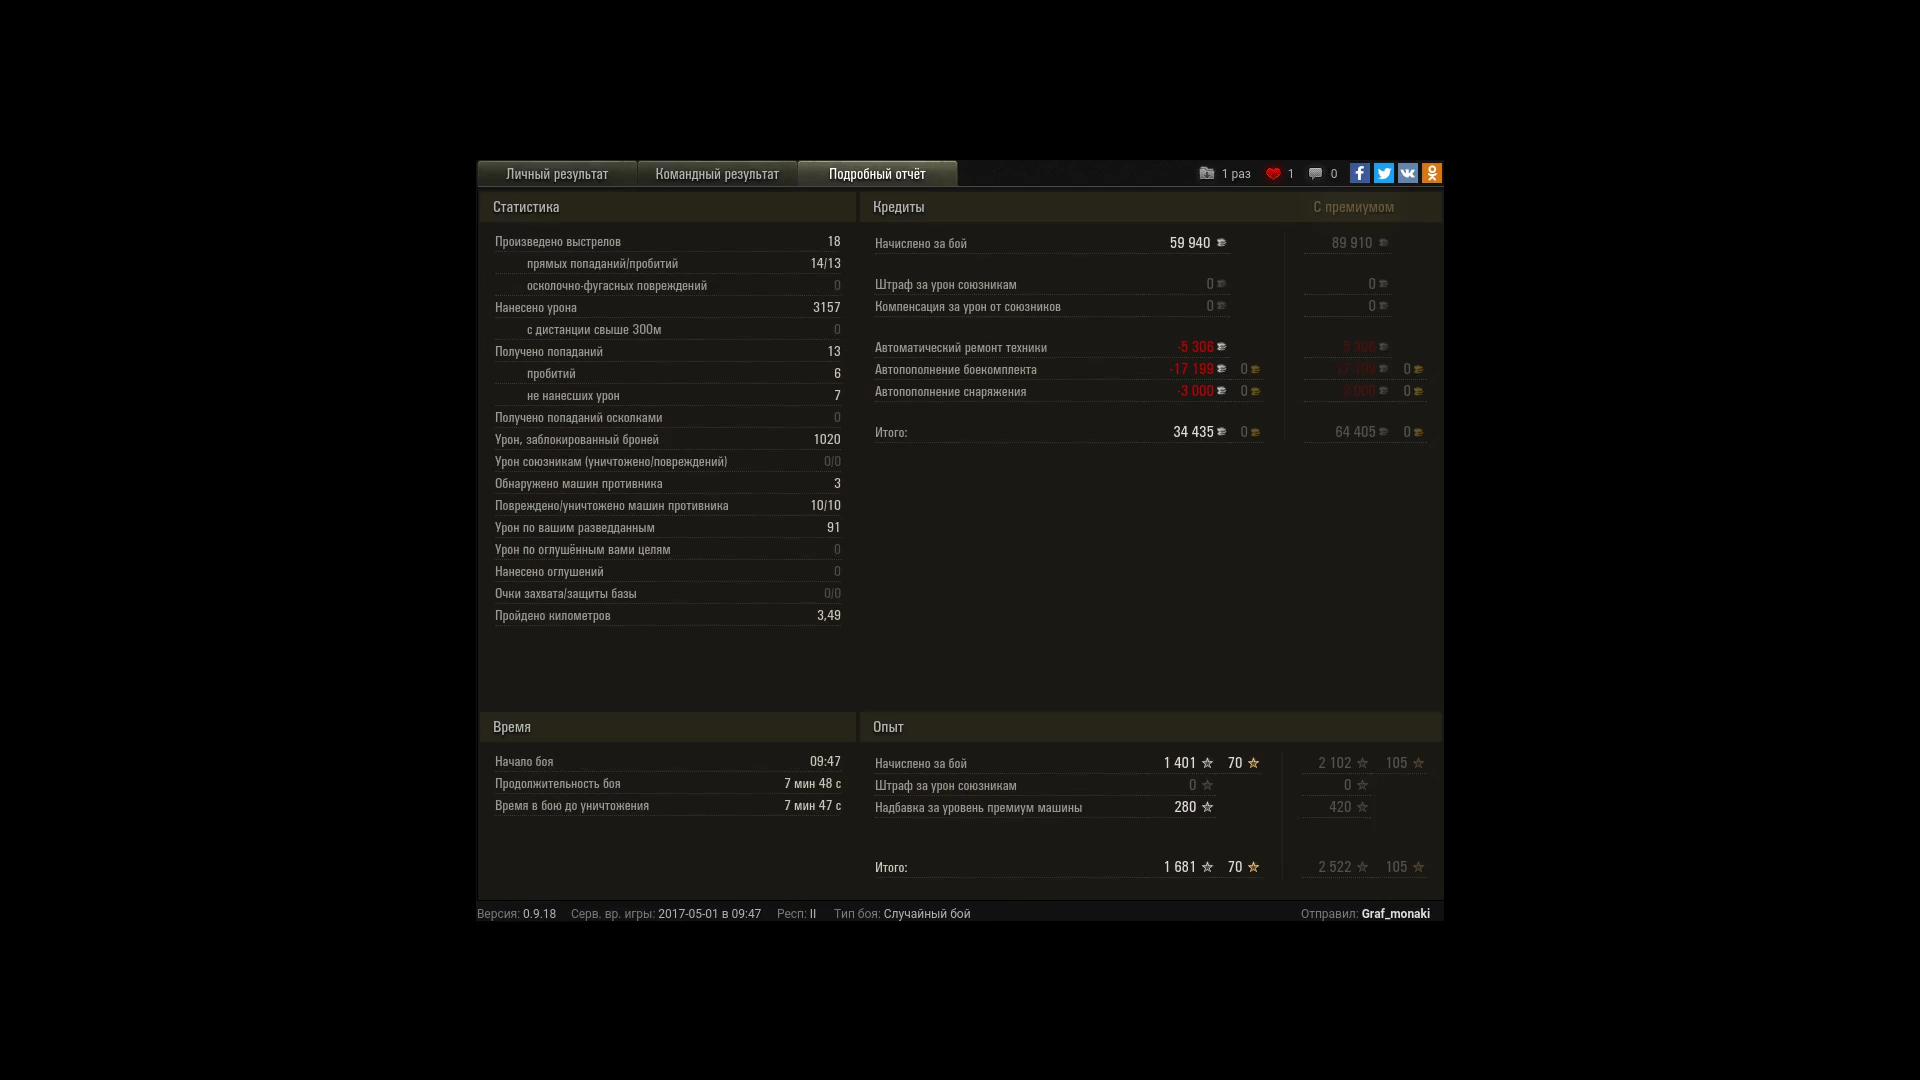 Личный результат Командный результат Подробный отчёт 1 раз 1 0
Статистика
Произведено выстрелов 18
прямых попаданий/пробитий 14/13
осколочно-фугасных повреждений 0
Нанесено урона 3157
с дистанции свыше 300м 0
Получено попаданий 13
пробитий 6
не нанесших урон 7
Получено попаданий осколками 0
Урон, заблокированный броней 1020
Урон союзникам (уничтожено/повреждений) 0/0
Обнаружено машин противника 3
Повреждено/уничтожено машин противника 10/10
Урон по вашим разведданным 91
Урон по оглушённым вами целям 0
Нанесено оглушений 0
Очки захвата/защиты базы 0/0
Пройдено километров 3,49
Кредиты С премиумом
Начислено за бой 59 940 89 910
Штраф за урон союзникам 0 0
Компенсация за урон от союзников 0 0
Автоматический ремонт техники -5 306 -5 306
Автопополнение боекомплекта -17 199 0 -17 199 0
Автопополнение снаряжения -3 000 0 -3 000 0
Итого: 34 435 0 64 405 0
Время
Начало боя 09:47
Продолжительность боя 7 мин 48 с
Время в бою до уничтожения 7 мин 47 с
Опыт
Начислено за бой 1 401 70 2 102 105
Штраф за урон союзникам 0 0
Надбавка за уровень премиум машины 280 420
Итого: 1 681 70 2 522 105
Версия: 0.9.18 Серв. вр. игры: 2017-05-01 в 09:47 Респ: II Тип боя: Случайный бой Отправил: Graf_monaki